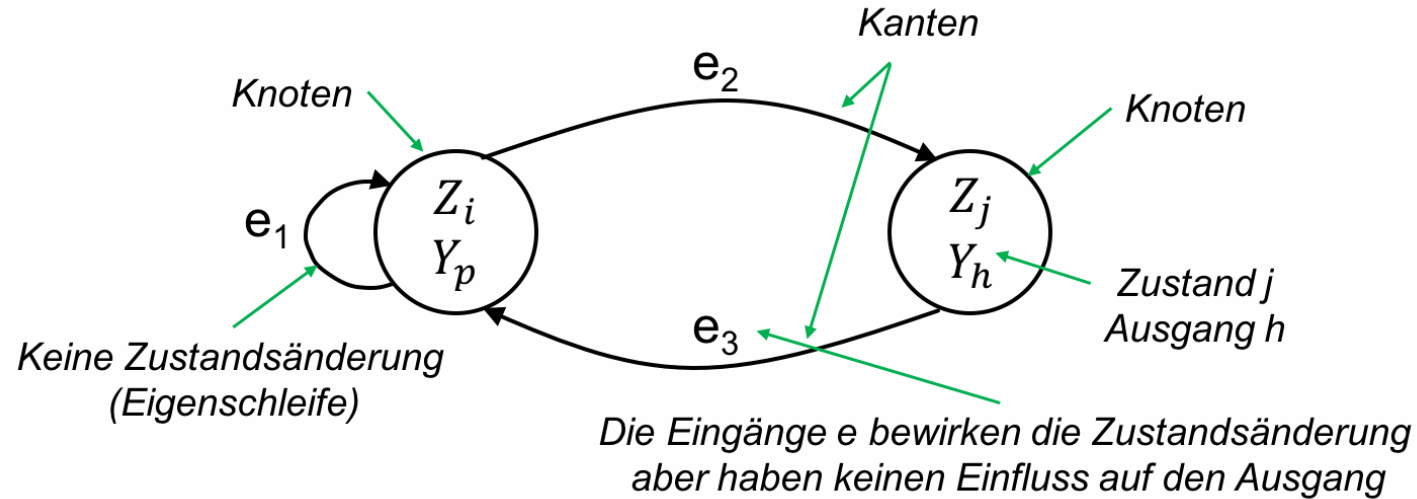 Kanten
e₂
Knoten
Knoten
Zᵢ
Yₚ
e₁
Zⱼ
Yₕ
Zustand j
Ausgang h
e₃
Keine Zustandsänderung
(Eigenschleife)
Die Eingänge e bewirken die Zustandsänderung
aber haben keinen Einfluss auf den Ausgang